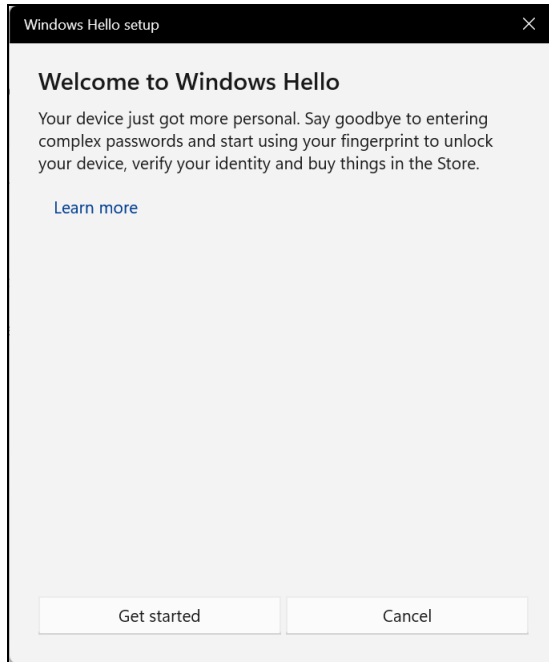 Windows Hello setup
Welcome to Windows Hello
Your device just got more personal. Say goodbye to entering
complex passwords and start using your fingerprint to unlock
your device, verify your identity and buy things in the Store.
Learn more
Get started
Cancel